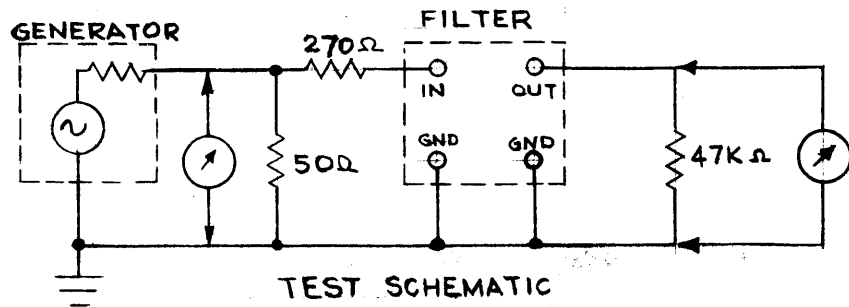 FILTER
GENERATOR
270Ω
IN
OUT
GND
GND
50Ω
47KΩ
TEST SCHEMATIC